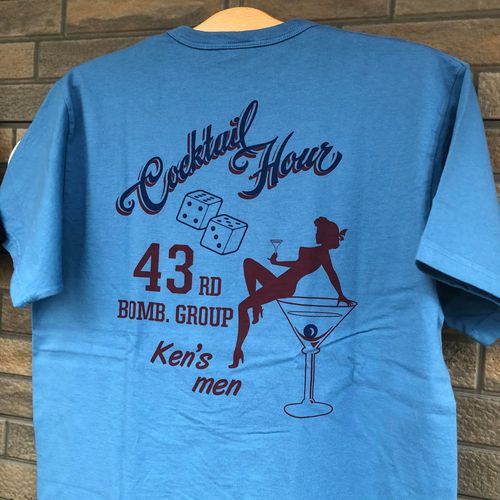 Cocktail Hour
43 RD
BOMB. GROUP
Ken's
men